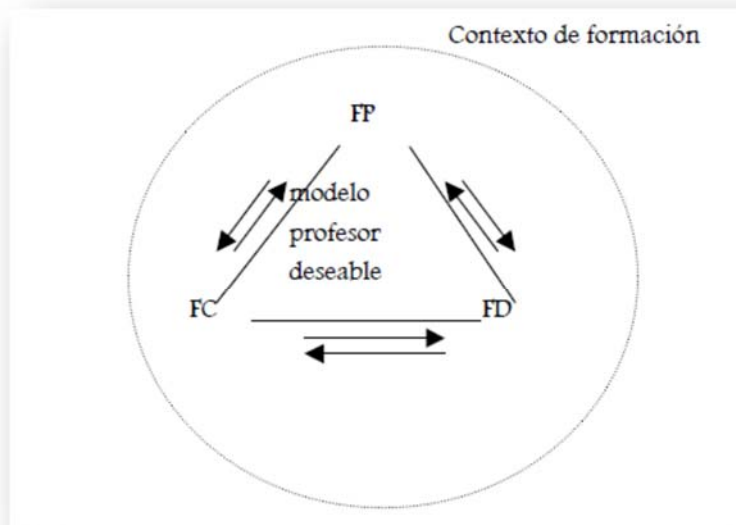 Contexto de formación
FP
modelo
profesor
deseable
FC
FD